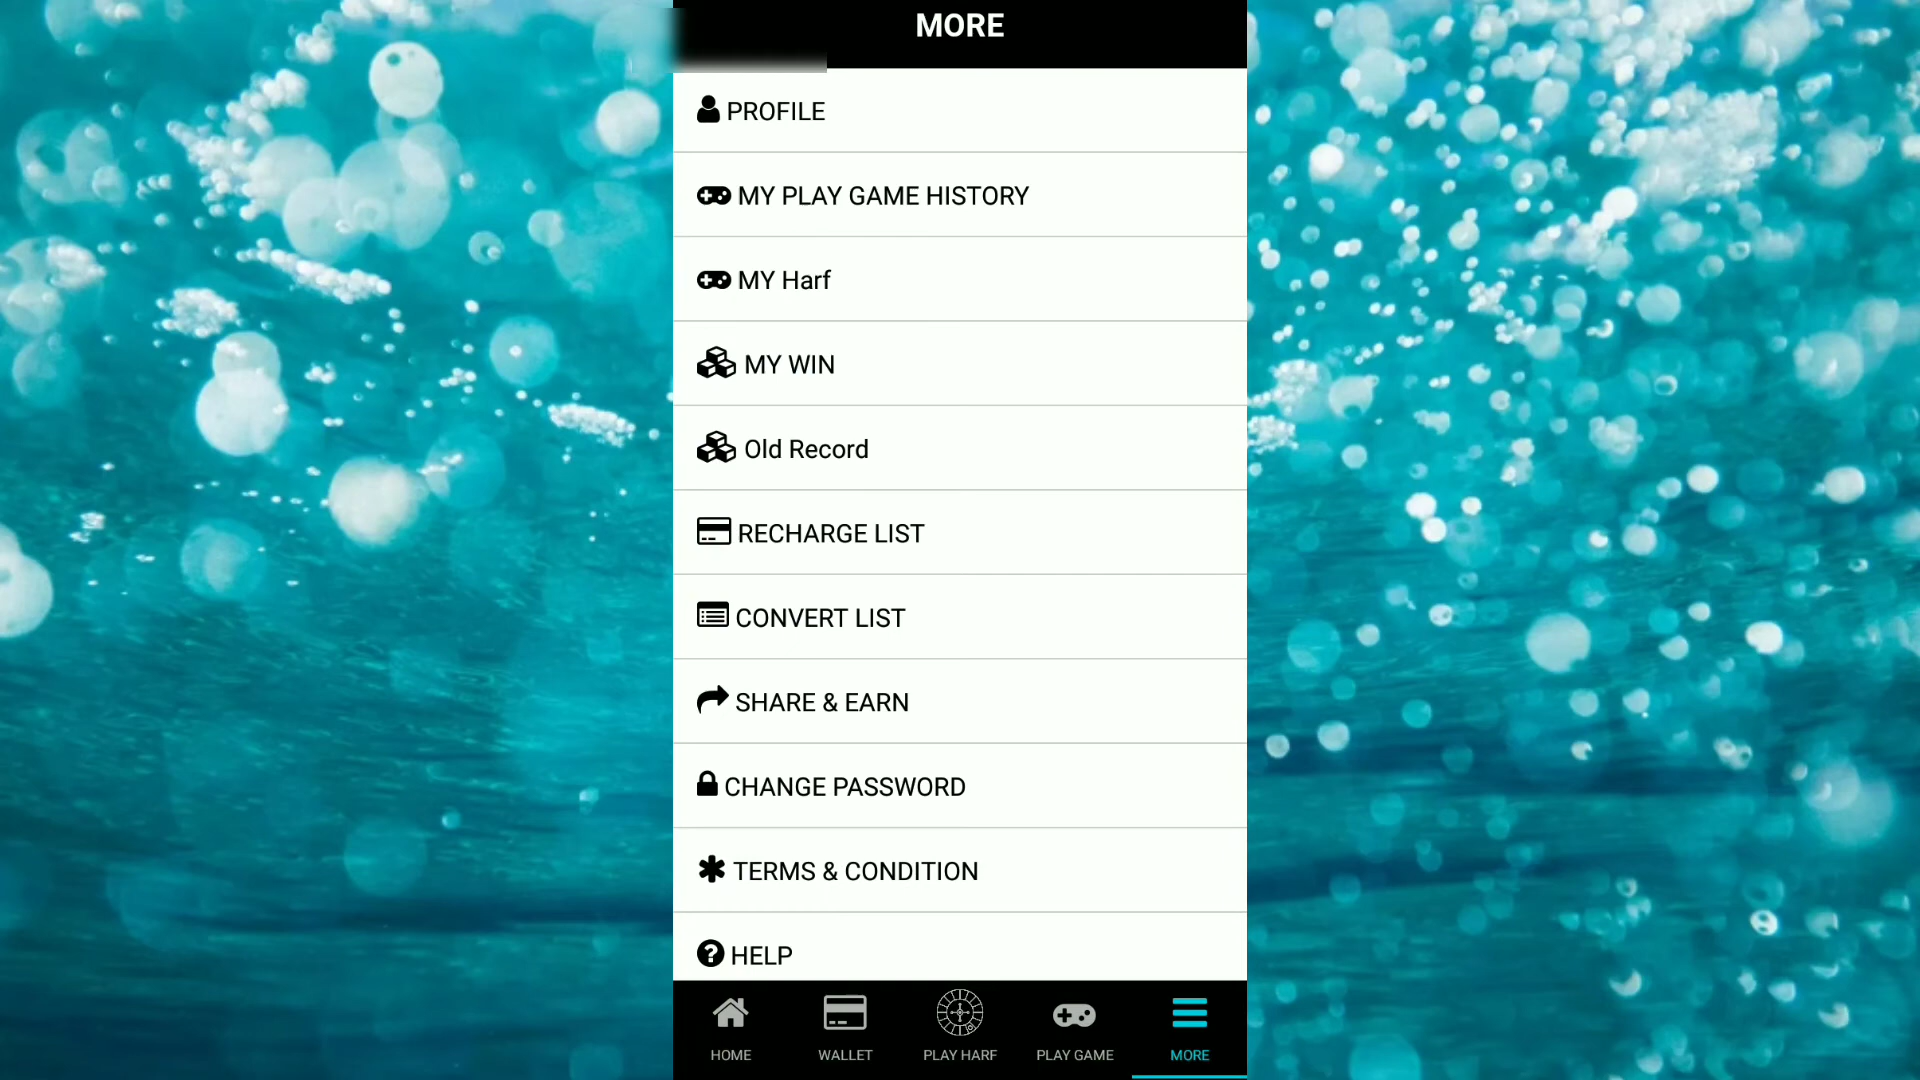 MORE
PROFILE
MY PLAY GAME HISTORY
MY Harf
MY WIN
Old Record
RECHARGE LIST
CONVERT LIST
SHARE & EARN
CHANGE PASSWORD
TERMS & CONDITION
HELP
HOME WALLET PLAY HARF PLAY GAME MORE